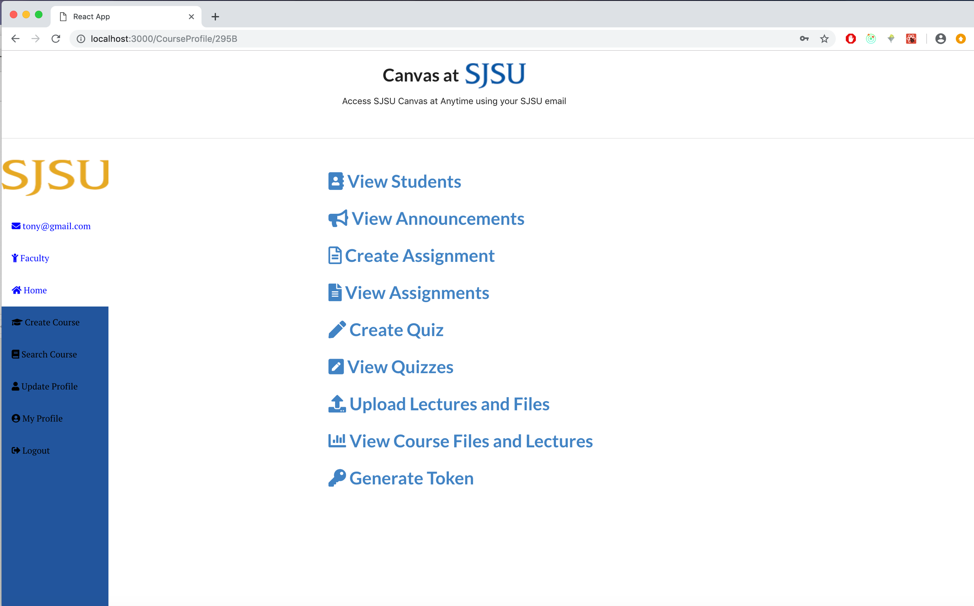 React App
localhost:3000/CourseProfile/295B
Canvas at SJSU
Access SJSU Canvas at Anytime using your SJSU email
SJSU
tony@gmail.com
Faculty
Home
Create Course
Search Course
Update Profile
My Profile
Logout
View Students
View Announcements
Create Assignment
View Assignments
Create Quiz
View Quizzes
Upload Lectures and Files
View Course Files and Lectures
Generate Token